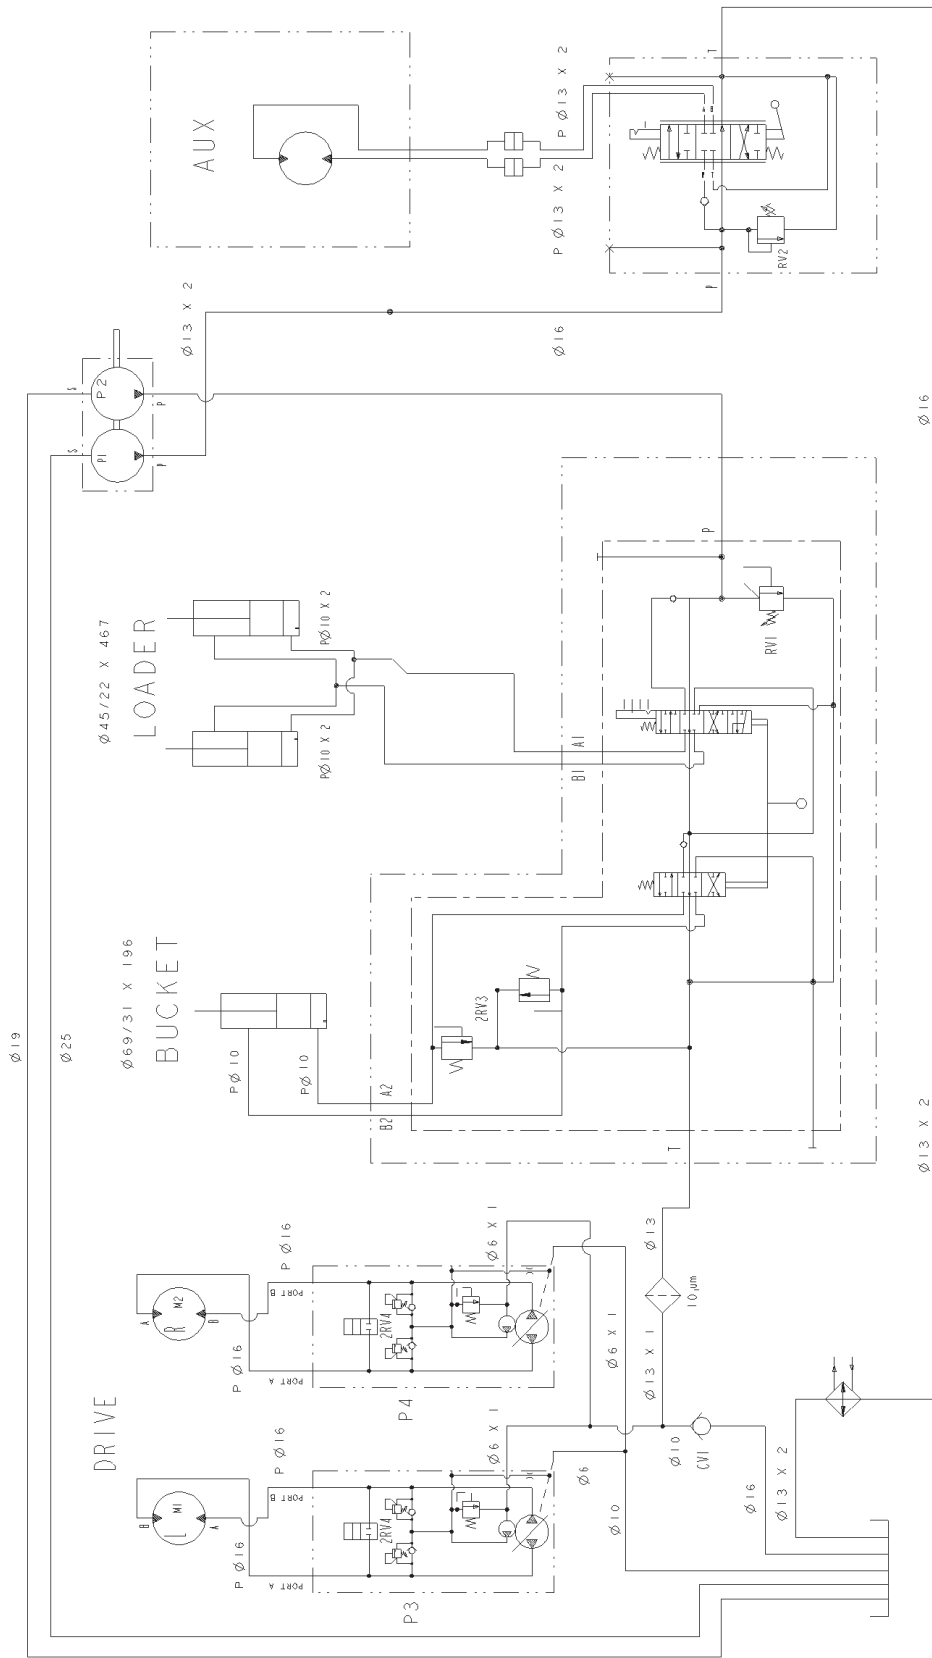 T
P Ø13 X 2
AUX
P Ø13 X 2
RV2
P
Ø13 X 2
Ø16
S
P2
P
S
P1
P
Ø16
P
PØ10 X 2
Ø45/22 X 467
LOADER
RV1
PØ10 X 2
A1
B1
Ø69/31 X 196
BUCKET
2RV3
Ø19
Ø25
PØ10
PØ10
A2
B2
Ø13 X 2
T
P Ø16
Ø6 X 1
Ø13
PORT B
A
M2
R
B
10µm
2RV4
P Ø16
Ø6 X 1
Ø13 X 1
PORT A
P4
DRIVE
P Ø16
Ø6 X 1
Ø10
CV1
PORT B
B
M1
L
A
Ø6
Ø16
Ø13 X 2
2RV4
Ø10
P Ø16
PORT A
P3